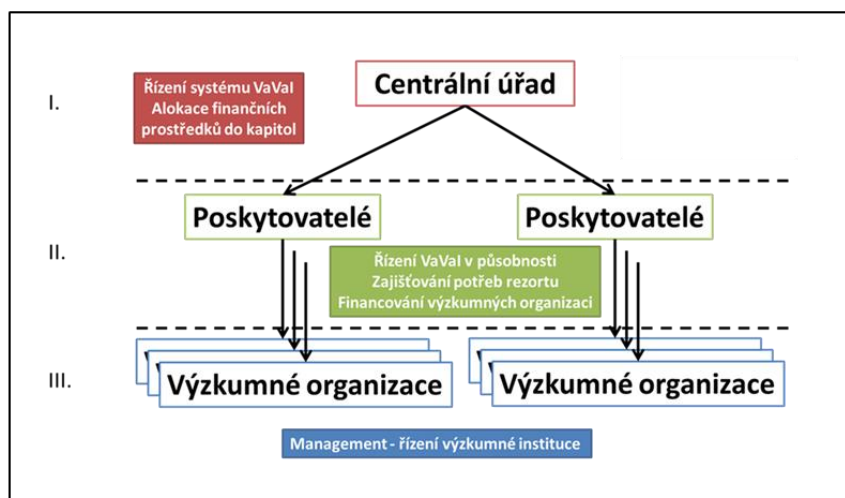 I.
Řízení systému VaVaI
Alokace finančních
prostředků do kapitol
Centrální úřad
Poskytovatelé
Poskytovatelé
II.
Řízení VaVaI v působnosti
Zajišťování potřeb rezortu
Financování výzkumných organizaci
III.
Výzkumné organizace
Výzkumné organizace
Management - řízení výzkumné instituce